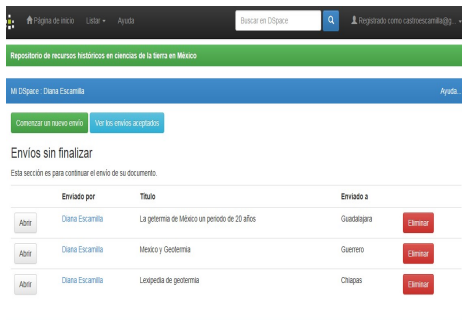 Página de inicio Listar Ayuda Buscar en DSpace Registrado como castroescamilla@g...
Repositorio de recursos históricos en ciencias de la tierra en México
Mi DSpace : Diana Escamilla Ayuda...
Comenzar un nuevo envío Ver los envíos aceptados
Envíos sin finalizar
Esta sección es para continuar el envío de su documento.
Enviado por Título Enviado a
Abrir Diana Escamilla La getermia de México un periodo de 20 años Guadalajara Eliminar
Abrir Diana Escamilla Mexico y Geotermia Guerrero Eliminar
Abrir Diana Escamilla Lexipedia de geotermia Chiapas Eliminar